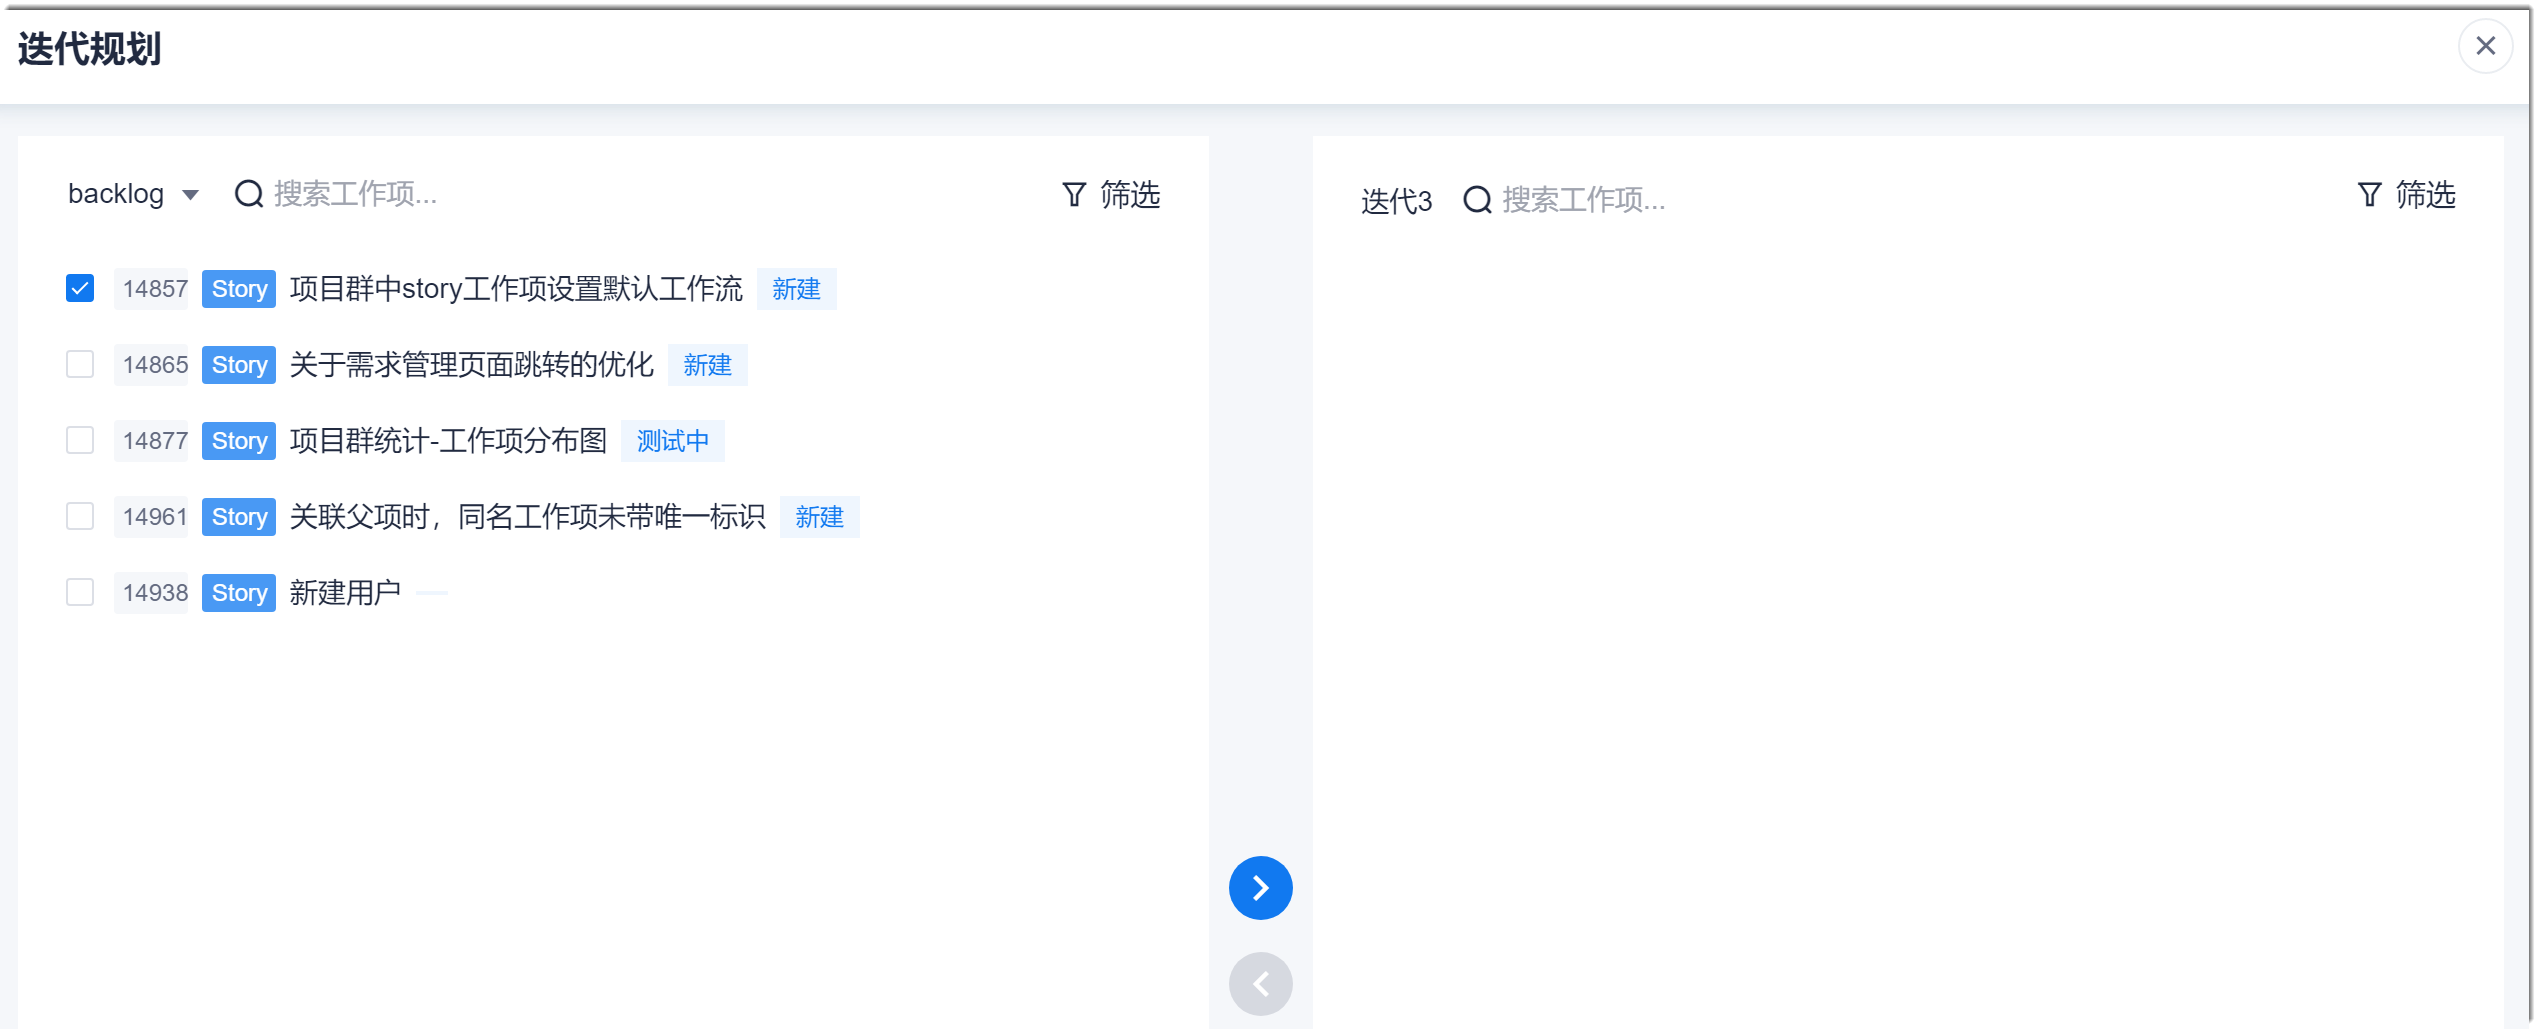 迭代规划
backlog 搜索工作项... 筛选
14857 Story 项目群中story工作项设置默认工作流 新建
14865 Story 关于需求管理页面跳转的优化 新建
14877 Story 项目群统计-工作项分布图 测试中
14961 Story 关联父项时，同名工作项未带唯一标识 新建
14938 Story 新建用户
迭代3 搜索工作项... 筛选